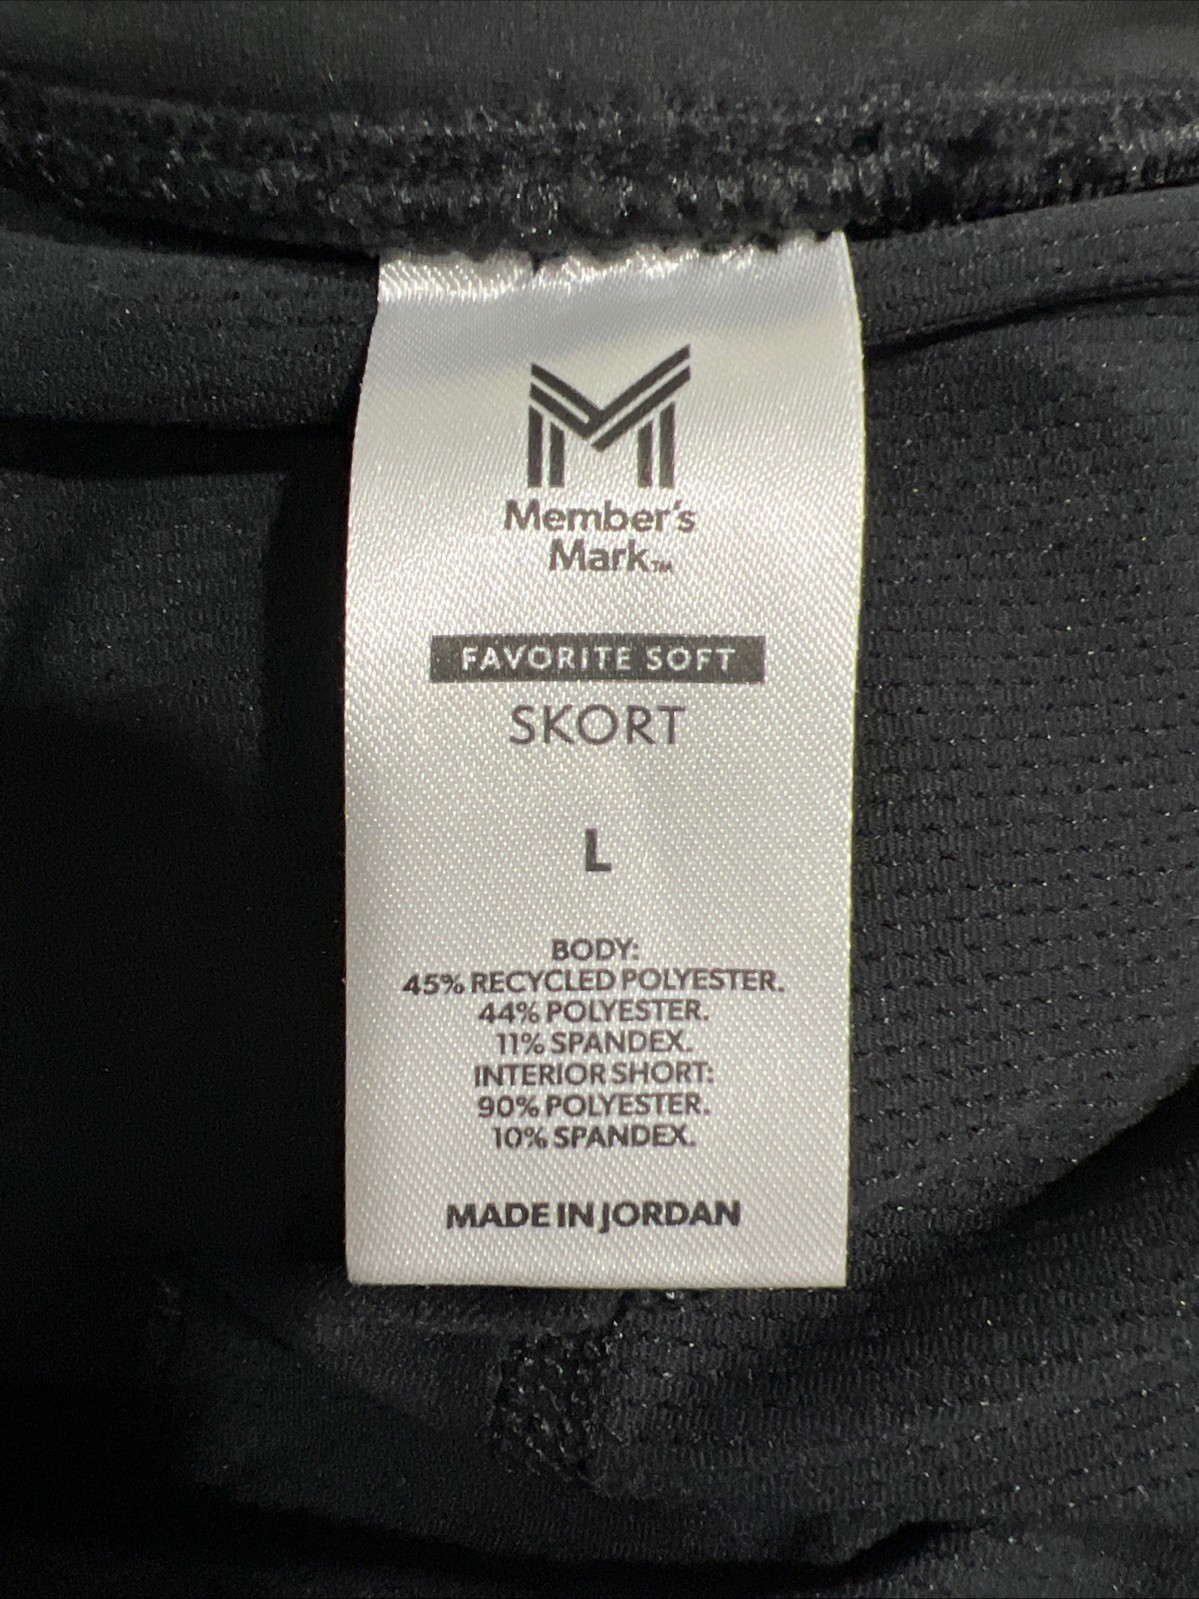 Member's
Mark™
FAVORITE SOFT
SKORT
L
BODY:
45% RECYCLED POLYESTER.
44% POLYESTER.
11% SPANDEX.
INTERIOR SHORT:
90% POLYESTER.
10% SPANDEX.
MADE IN JORDAN